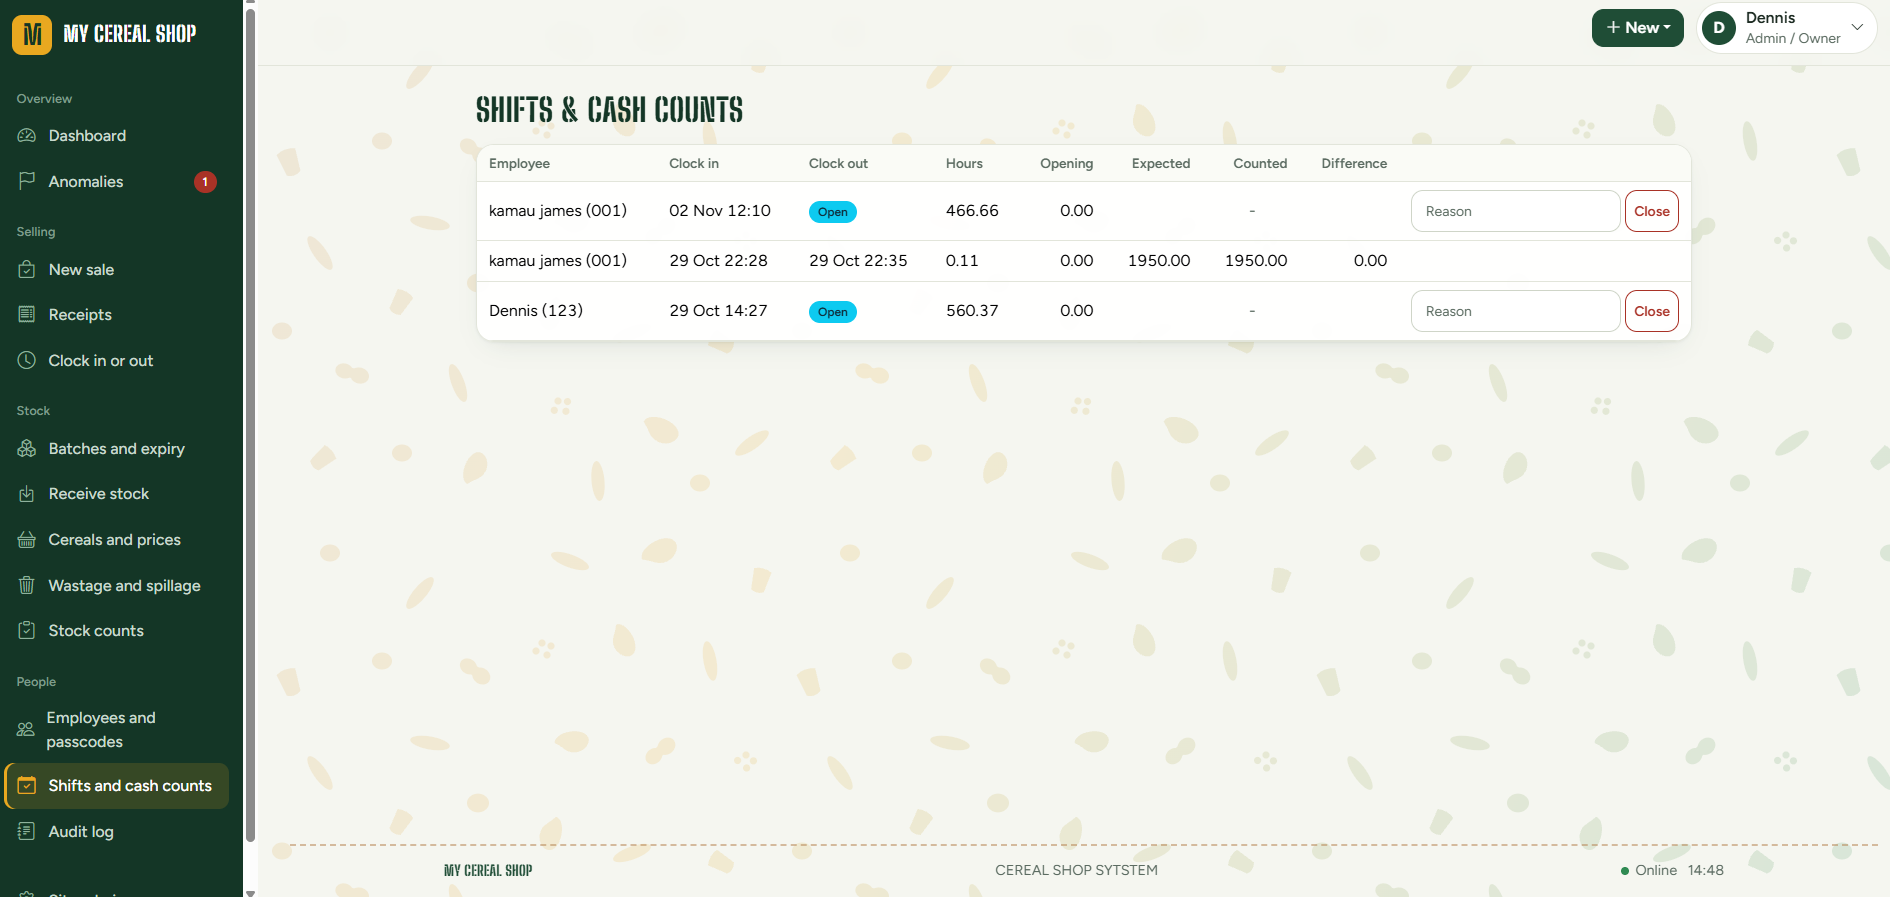 M MY CEREAL SHOP
+ New
D Dennis
Admin / Owner
Overview
Dashboard
Anomalies 1
Selling
New sale
Receipts
Clock in or out
Stock
Batches and expiry
Receive stock
Cereals and prices
Wastage and spillage
Stock counts
People
Employees and
passcodes
Shifts and cash counts
Audit log
SHIFTS & CASH COUNTS
Employee Clock in Clock out Hours Opening Expected Counted Difference
kamau james (001) 02 Nov 12:10 Open 466.66 0.00 - Reason Close
kamau james (001) 29 Oct 22:28 29 Oct 22:35 0.11 0.00 1950.00 1950.00 0.00
Dennis (123) 29 Oct 14:27 Open 560.37 0.00 - Reason Close
MY CEREAL SHOP CEREAL SHOP SYTSTEM Online 14:48